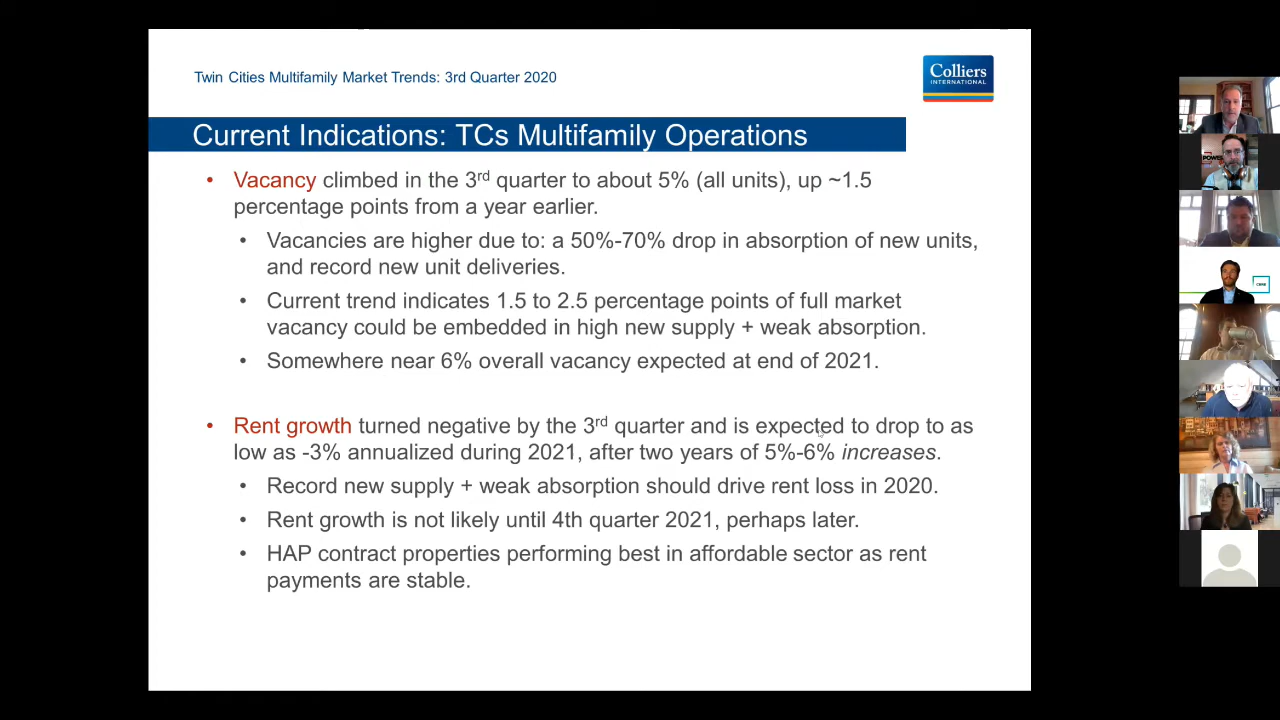 Twin Cities Multifamily Market Trends: 3rd Quarter 2020
Colliers
INTERNATIONAL
Current Indications: TCs Multifamily Operations
• Vacancy climbed in the 3rd quarter to about 5% (all units), up ~1.5
percentage points from a year earlier.
• Vacancies are higher due to: a 50%-70% drop in absorption of new units,
and record new unit deliveries.
• Current trend indicates 1.5 to 2.5 percentage points of full market
vacancy could be embedded in high new supply + weak absorption.
• Somewhere near 6% overall vacancy expected at end of 2021.
• Rent growth turned negative by the 3rd quarter and is expected to drop to as
low as -3% annualized during 2021, after two years of 5%-6% increases.
• Record new supply + weak absorption should drive rent loss in 2020.
• Rent growth is not likely until 4th quarter 2021, perhaps later.
• HAP contract properties performing best in affordable sector as rent
payments are stable.